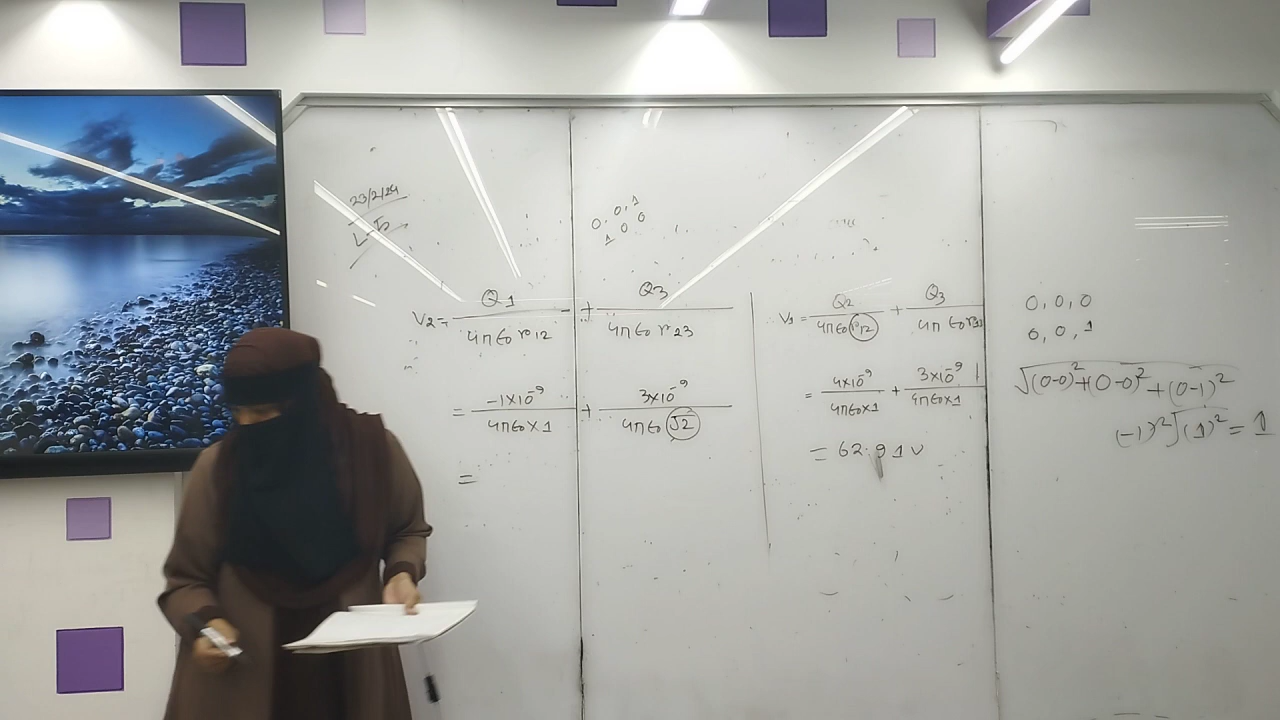 23/2/24
L-5
0, 0, 1
1 0 0
V2 = Q1 / 4πϵ0 r12 + Q3 / 4πϵ0 r23
= -1×10^-9 / 4πϵ0×1 + 3×10^-9 / 4πϵ0 √2
=
V1 = Q2 / 4πϵ0 r12 + Q3 / 4πϵ0 r31
= 4×10^-9 / 4πϵ0×1 + 3×10^-9 / 4πϵ0×1
= 62.91 v
0, 0, 0
0, 0, 1
√(0-0)²+(0-0)²+(0-1)²
(-1)² √(1)² = 1